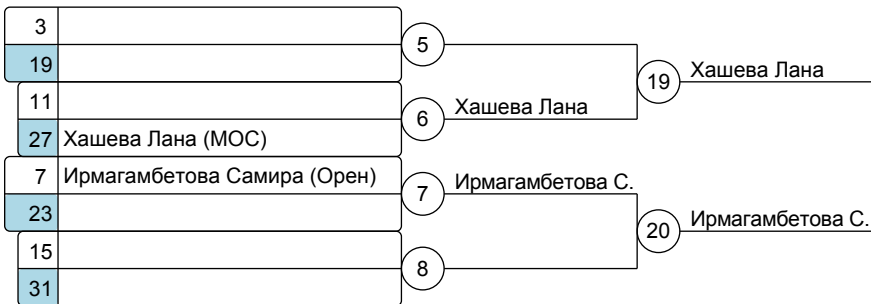 3
5
19
19 Хашева Лана
11
6 Хашева Лана
27 Хашева Лана (МОС)
7 Ирмагамбетова Самира (Орен)
7 Ирмагамбетова С.
23
20 Ирмагамбетова С.
15
8
31